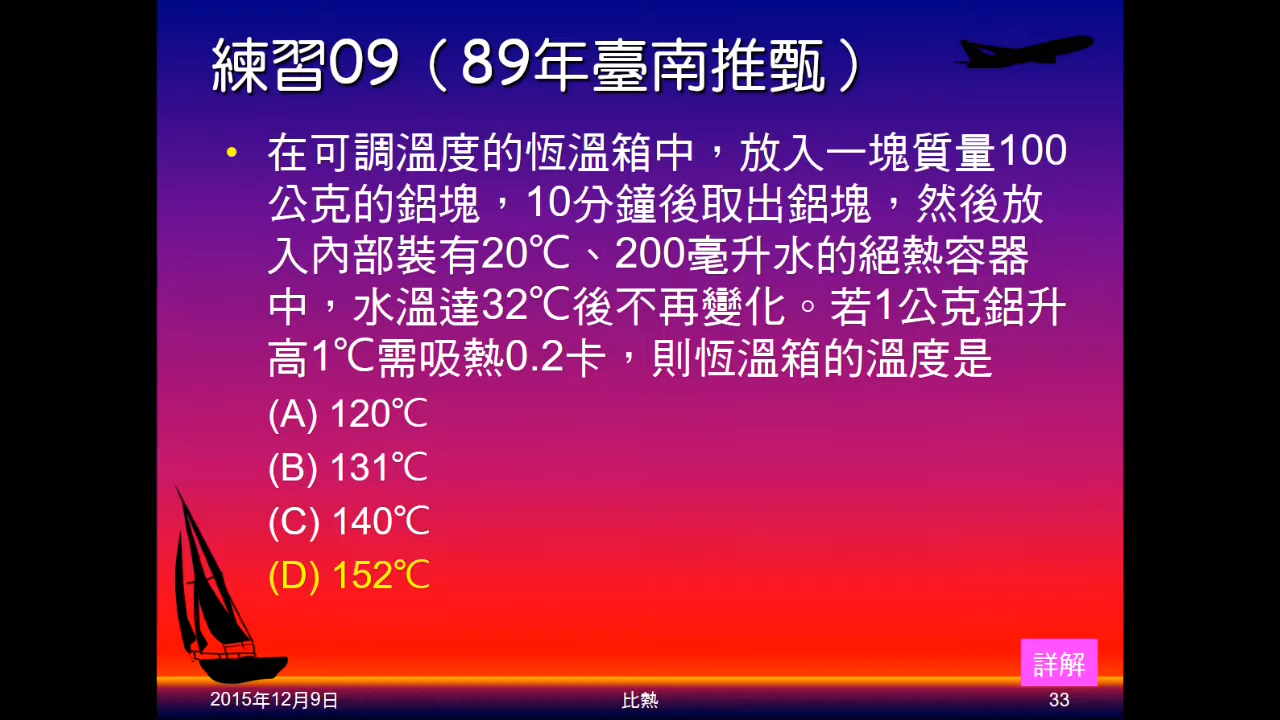 練習09（89年臺南推甄）
• 在可調溫度的恆溫箱中，放入一塊質量100
公克的鋁塊，10分鐘後取出鋁塊，然後放
入內部裝有20℃、200毫升水的絕熱容器
中，水溫達32℃後不再變化。若1公克鋁升
高1℃需吸熱0.2卡，則恆溫箱的溫度是
(A) 120℃
(B) 131℃
(C) 140℃
(D) 152℃
詳解
2015年12月9日
比熱
33